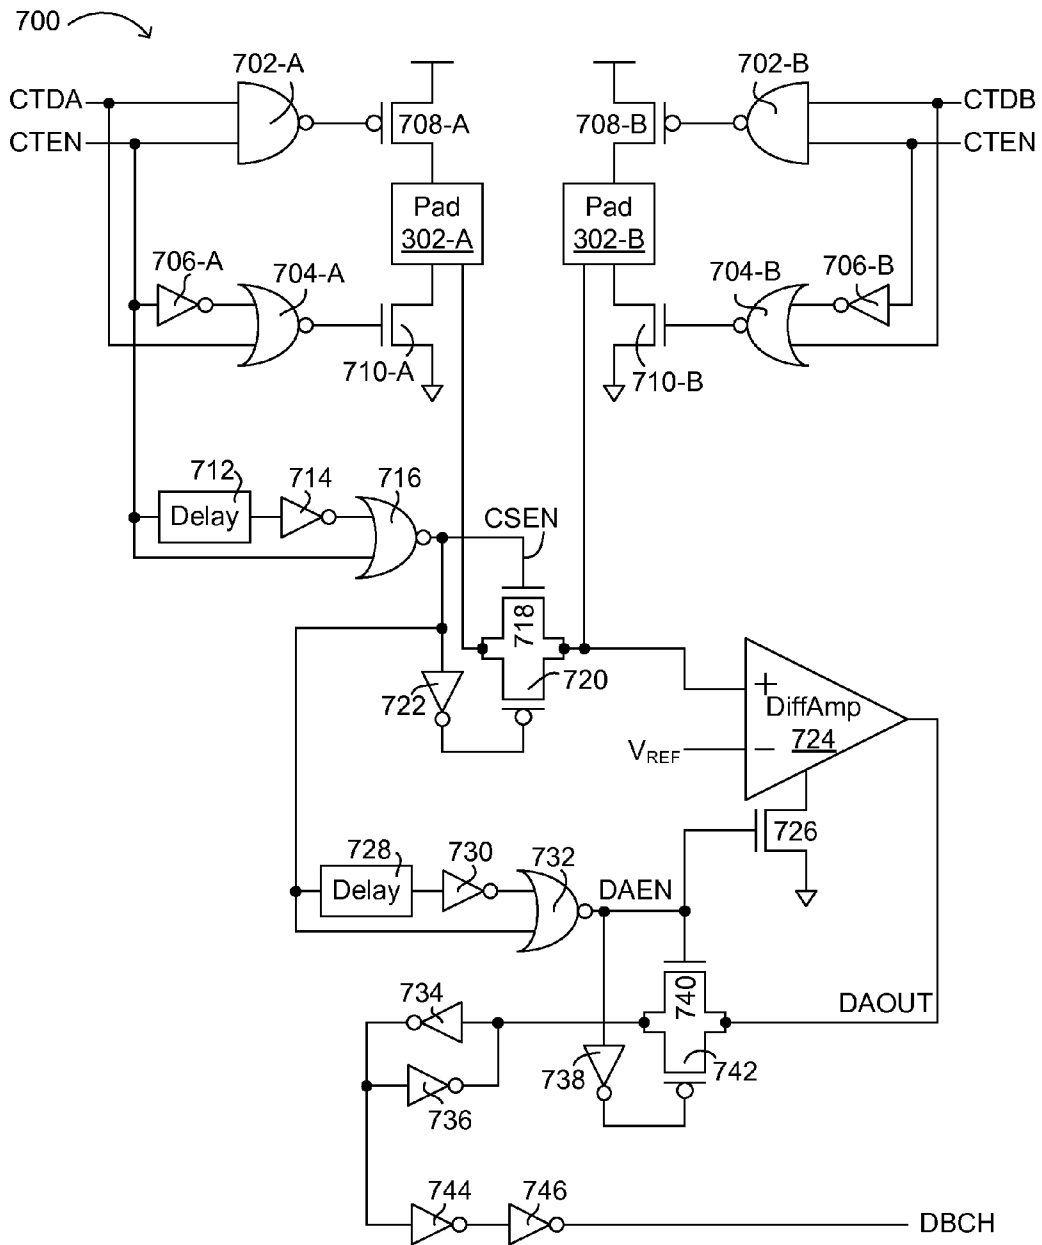 700
702-A
702-B
CTDA
CTDB
708-A
708-B
CTEN
CTEN
Pad
302-A
Pad
302-B
706-A
704-A
704-B
706-B
710-A
710-B
712
714
716
Delay
CSEN
718
720
722
+
DiffAmp
724
VREF
−
726
728
730
732
Delay
DAEN
734
740
DAOUT
738
742
736
744
746
DBCH